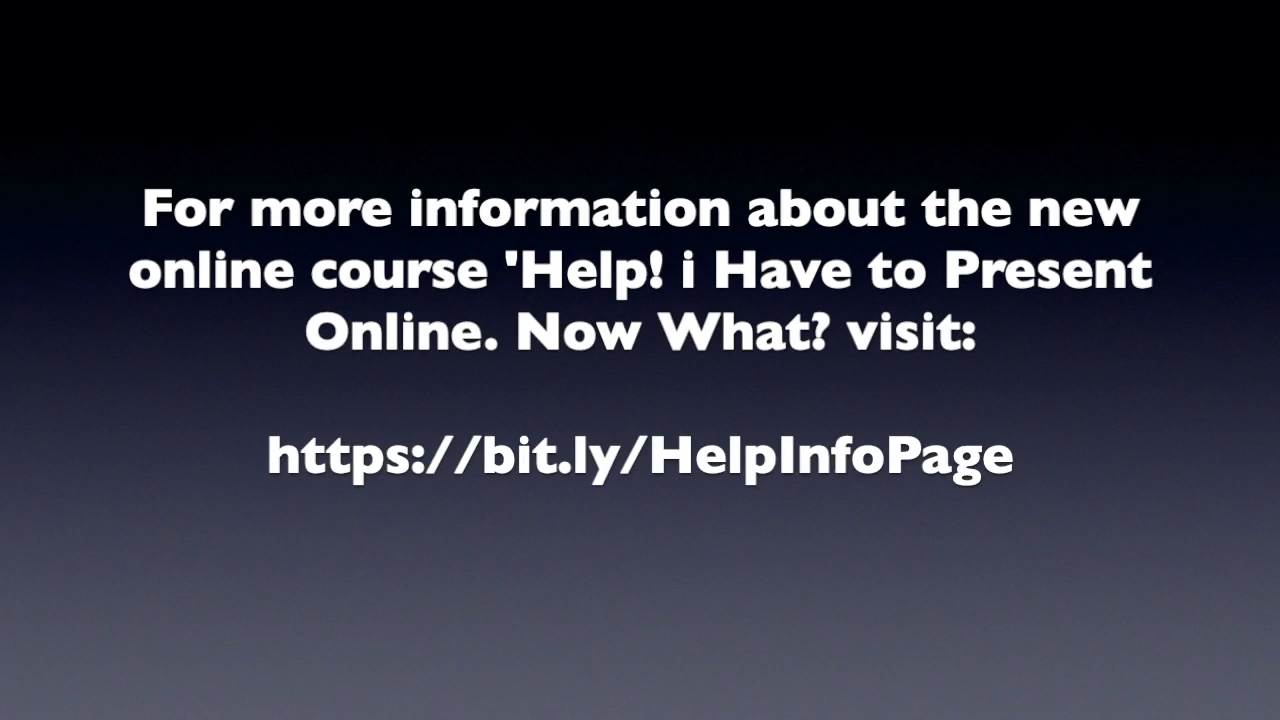 For more information about the new
online course 'Help! i Have to Present
Online. Now What? visit:
https://bit.ly/HelpInfoPage